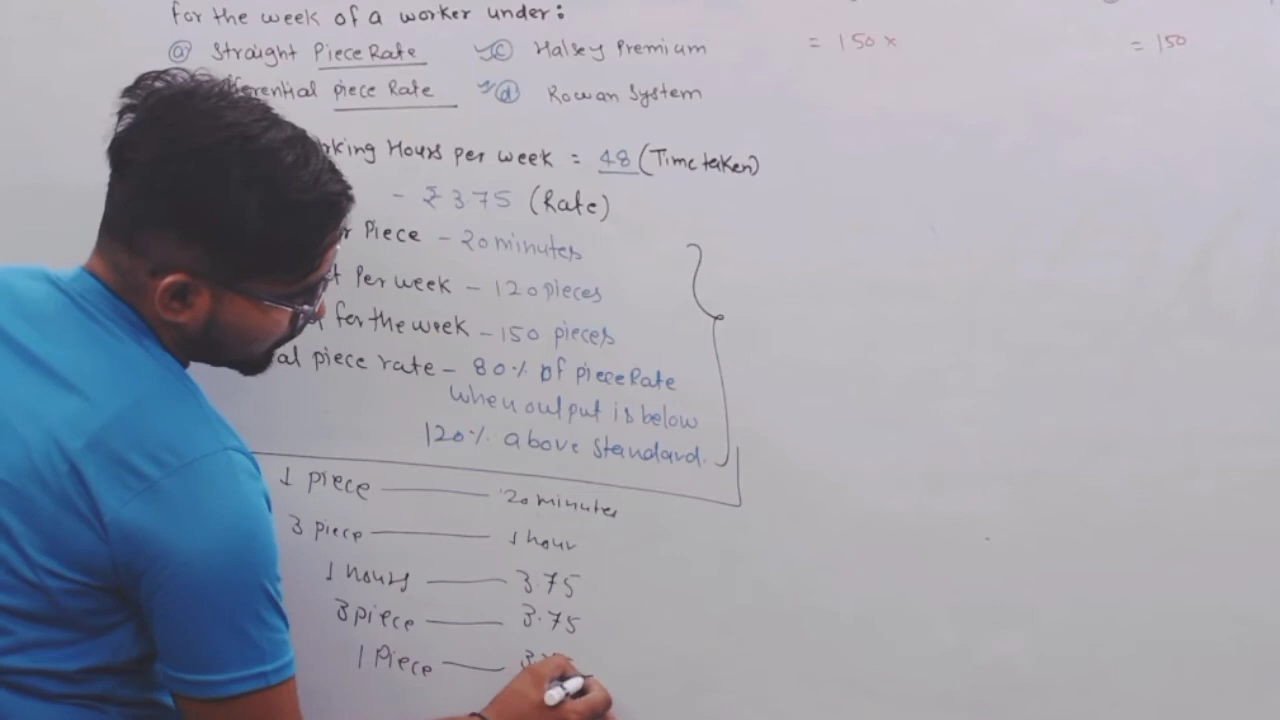 for the week of a worker under:
(a) Straight Piece Rate (c) Halsey Premium
piece Rate (d) Rowan System
Hours per week = 48 (Time taken)
- ₹3.75 (Rate)
Piece - 20 minutes
Per week - 120 pieces
for the week - 150 pieces
piece rate - 80% of piece Rate
when output is below
120% above Standard.
1 piece 20 minutes
3 piece 1 hour
1 hours 3.75
3 piece 3.75
1 Piece
= 150 ×
= 150